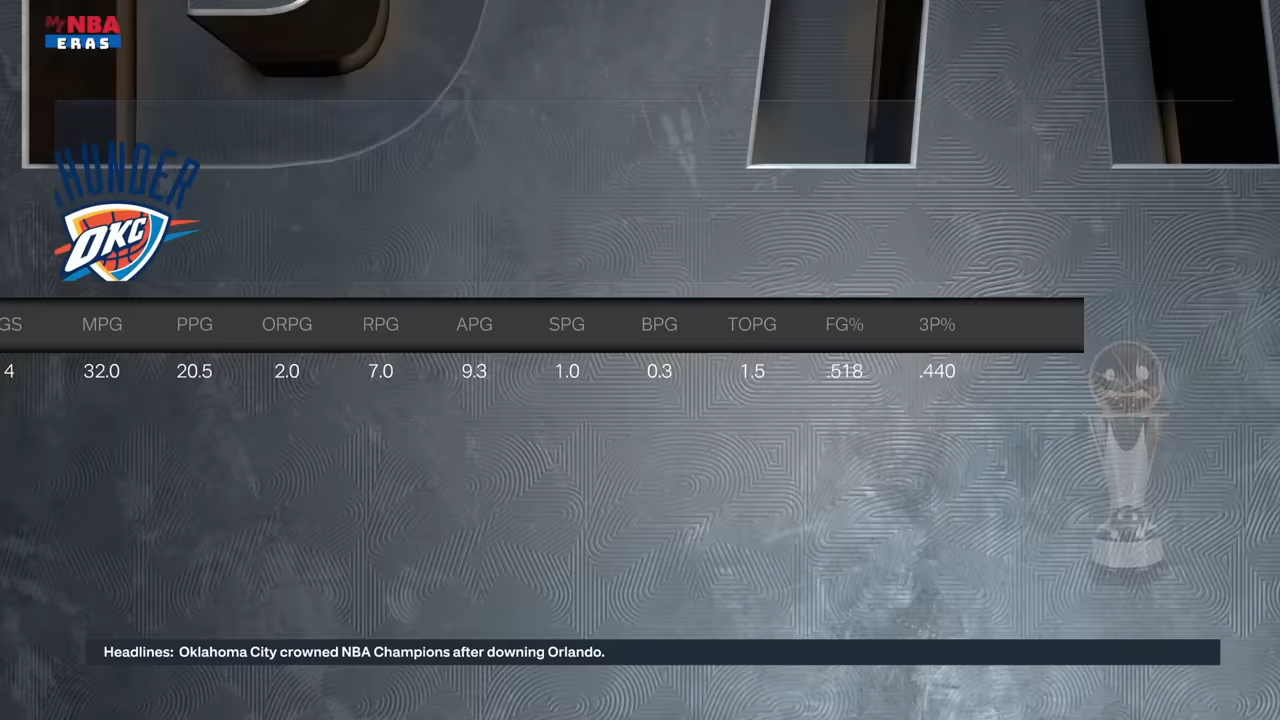 MyNBA
ERAS
THUNDER
OKC
GS MPG PPG ORPG RPG APG SPG BPG TOPG FG% 3P%
4 32.0 20.5 2.0 7.0 9.3 1.0 0.3 1.5 .518 .440
Headlines: Oklahoma City crowned NBA Champions after downing Orlando.